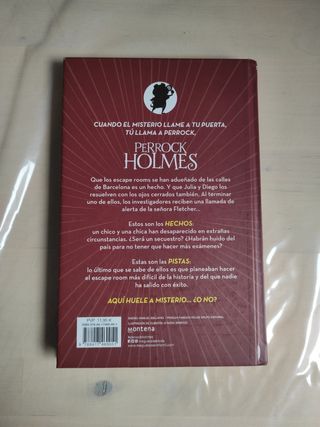 CUANDO EL MISTERIO LLAME A TU PUERTA,
TÚ LLAMA A PERROCK,
PERROCK
HOLMES
Que los escape rooms se han adueñado de las calles
de Barcelona es un hecho. Y que Julia y Diego los
resuelven con los ojos cerrados también. Al terminar
uno de ellos, los investigadores reciben una llamada de
alerta de la señora Fletcher...
Estos son los HECHOS:
un chico y una chica han desaparecido en extrañas
circunstancias. ¿Será un secuestro? ¿Habrán huido del
país para no tener que hacer más exámenes?
Estas son las PISTAS:
lo último que se sabe de ellos es que planeaban hacer
el escape room más difícil de la historia y del que nadie
ha salido con éxito.
AQUÍ HUELE A MISTERIO... ¿O NO?
PVP
montena